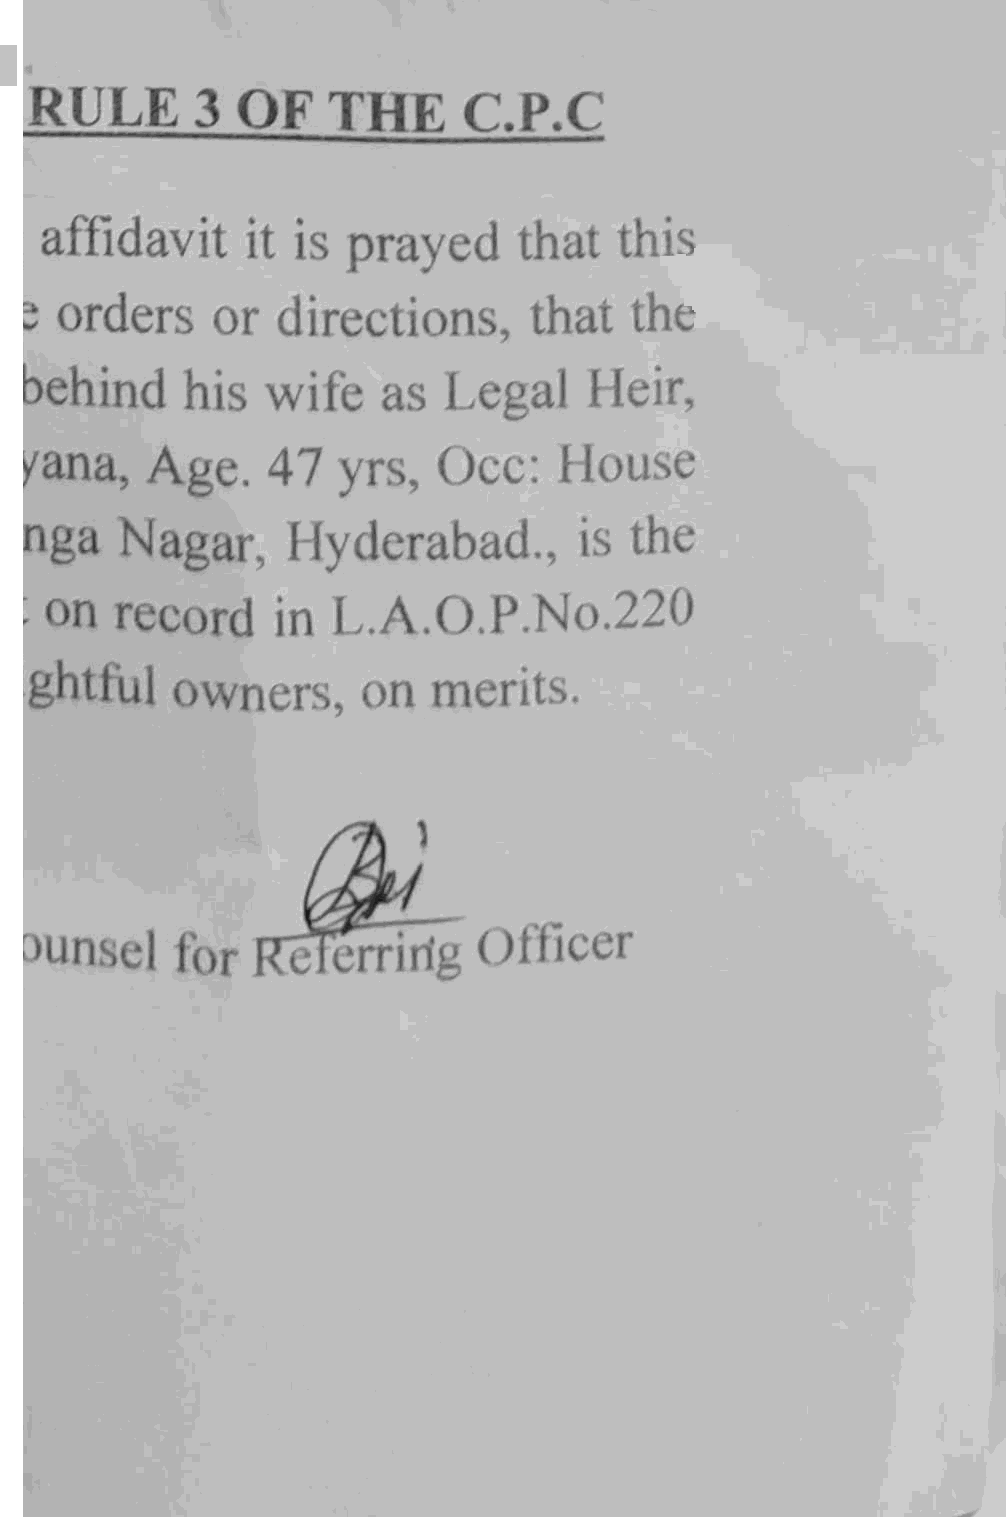 RULE 3 OF THE C.P.C
affidavit it is prayed that this
orders or directions, that the
behind his wife as Legal Heir,
yana, Age. 47 yrs, Occ: House
nga Nagar, Hyderabad., is the
on record in L.A.O.P.No.220
ghtful owners, on merits.
ounsel for Referring Officer